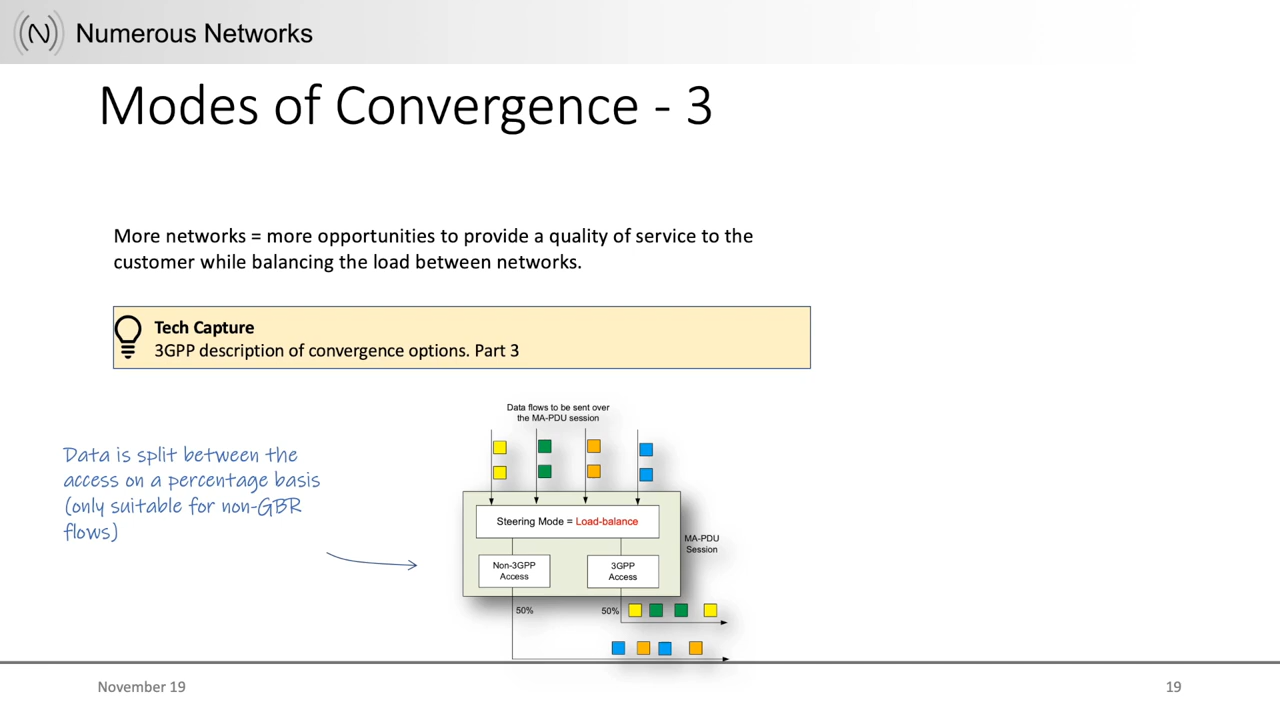 (N) Numerous Networks
Modes of Convergence - 3
More networks = more opportunities to provide a quality of service to the
customer while balancing the load between networks.
Tech Capture
3GPP description of convergence options. Part 3
Data flows to be sent over
the MA-PDU session
Data is split between the
access on a percentage basis
(only suitable for non-GBR
flows)
Steering Mode = Load-balance
MA-PDU
Session
Non-3GPP
Access
3GPP
Access
50%
50%
November 19
19